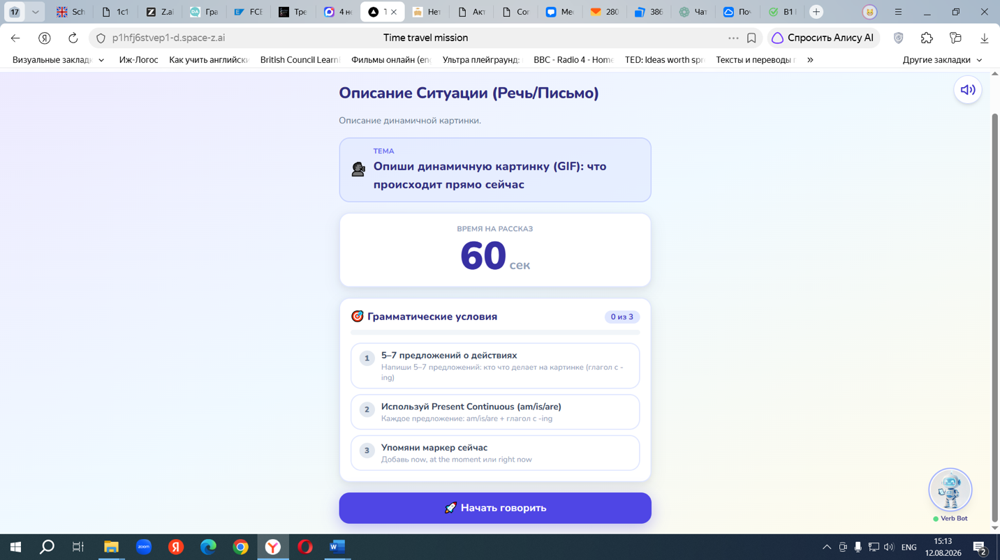 17
Sch
1c1
Z.ai
Гра
FCE
Тре
4 не
Нет
Акт
Cor
Мес
280
386
Чат
Поч
B1
p1hfj6stvep1-d.space-z.ai
Time travel mission
Спросить Алису AI
Визуальные заклад
Иж-Логос
Как учить английски
British Council Learn
Фильмы онлайн (eng
Ультра плейграунд:
BBC - Radio 4 - Home
TED: Ideas worth spr
Тексты и переводы
»
Другие закладки
Описание Ситуации (Речь/Письмо)
Описание динамичной картинки.
ТЕМА
Опиши динамичную картинку (GIF): что
происходит прямо сейчас
ВРЕМЯ НА РАССКАЗ
60 сек
Грамматические условия
0 из 3
1
5–7 предложений о действиях
Напиши 5–7 предложений: кто что делает на картинке (глагол с -
ing)
2
Используй Present Continuous (am/is/are)
Каждое предложение: am/is/are + глагол с -ing
3
Упомяни маркер сейчас
Добавь now, at the moment или right now
Начать говорить
Verb Bot
zoom
ENG
15:13
12.08.2026
2